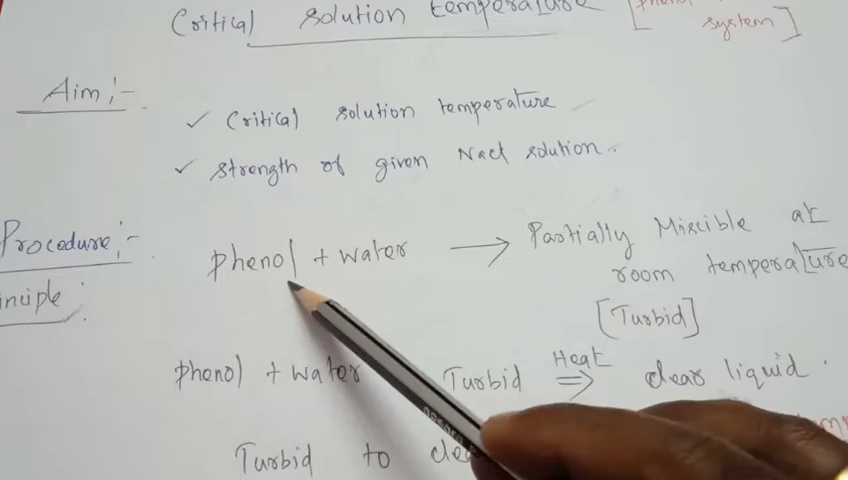 Critical solution temperature [phenol
system]
Aim :-
✓ Critical solution temperature
✓ strength of given Nacl solution.
Procedure :-
phenol + water → Partially Miscible at
room temperature
[Turbid]
phenol + water Turbid Heat ⇒ clear liquid.
Turbid to